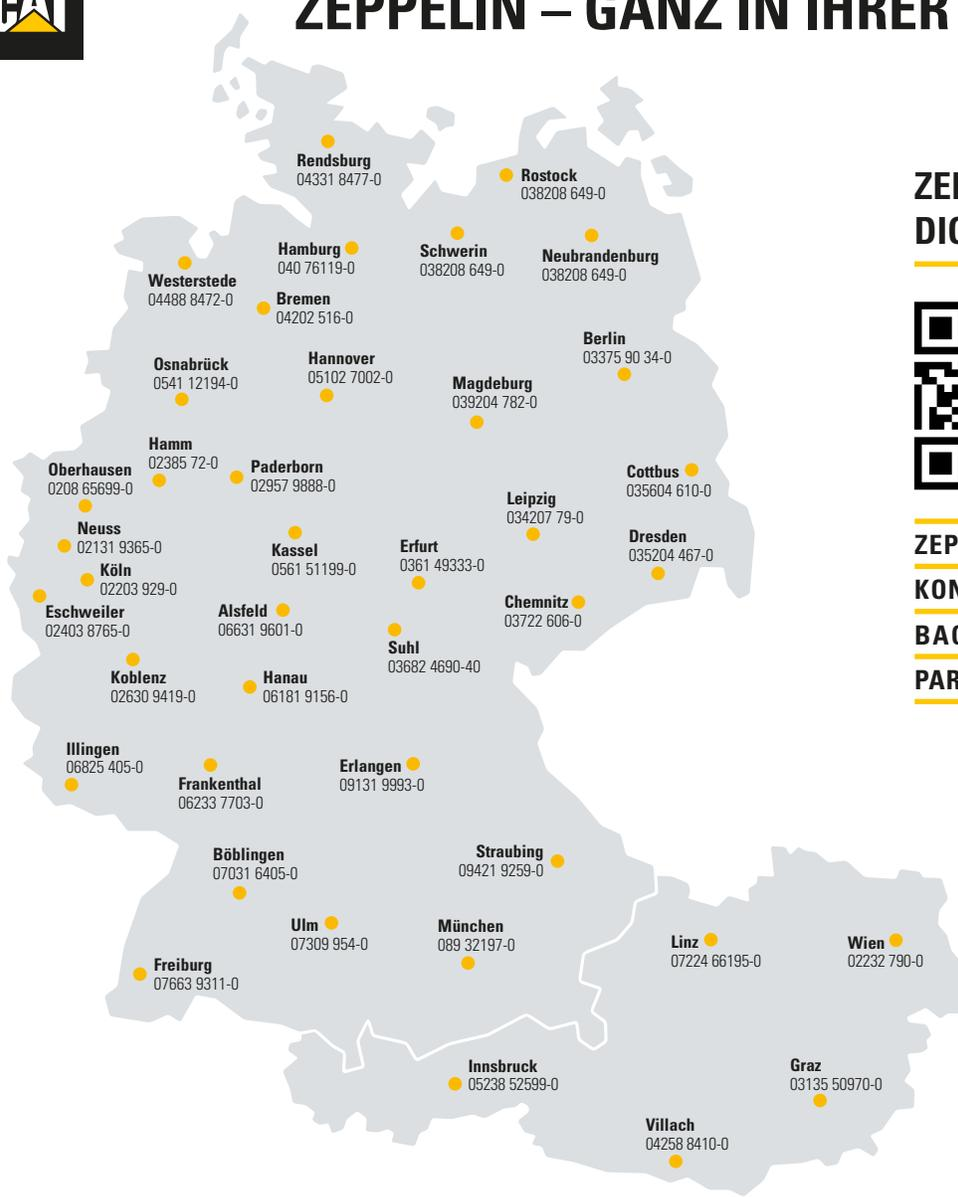 ZEPPELIN – GANZ IN IHRER
Rendsburg
04331 8477-0
Rostock
038208 649-0
Hamburg
040 76119-0
Schwerin
038208 649-0
Neubrandenburg
038208 649-0
Westerstede
04488 8472-0
Bremen
04202 516-0
Berlin
03375 90 34-0
Osnabrück
0541 12194-0
Hannover
05102 7002-0
Magdeburg
039204 782-0
Hamm
02385 72-0
Oberhausen
0208 65699-0
Paderborn
02957 9888-0
Cottbus
035604 610-0
Leipzig
034207 79-0
Neuss
02131 9365-0
Kassel
0561 51199-0
Erfurt
0361 49333-0
Dresden
035204 467-0
Köln
02203 929-0
Eschweiler
02403 8765-0
Alsfeld
06631 9601-0
Chemnitz
03722 606-0
Suhl
03682 4690-40
Koblenz
02630 9419-0
Hanau
06181 9156-0
Illingen
06825 405-0
Frankenthal
06233 7703-0
Erlangen
09131 9993-0
Böblingen
07031 6405-0
Straubing
09421 9259-0
Ulm
07309 954-0
München
089 32197-0
Linz
07224 66195-0
Wien
02232 790-0
Freiburg
07663 9311-0
Innsbruck
05238 52599-0
Graz
03135 50970-0
Villach
04258 8410-0
ZEP
KON
BAC
PAR